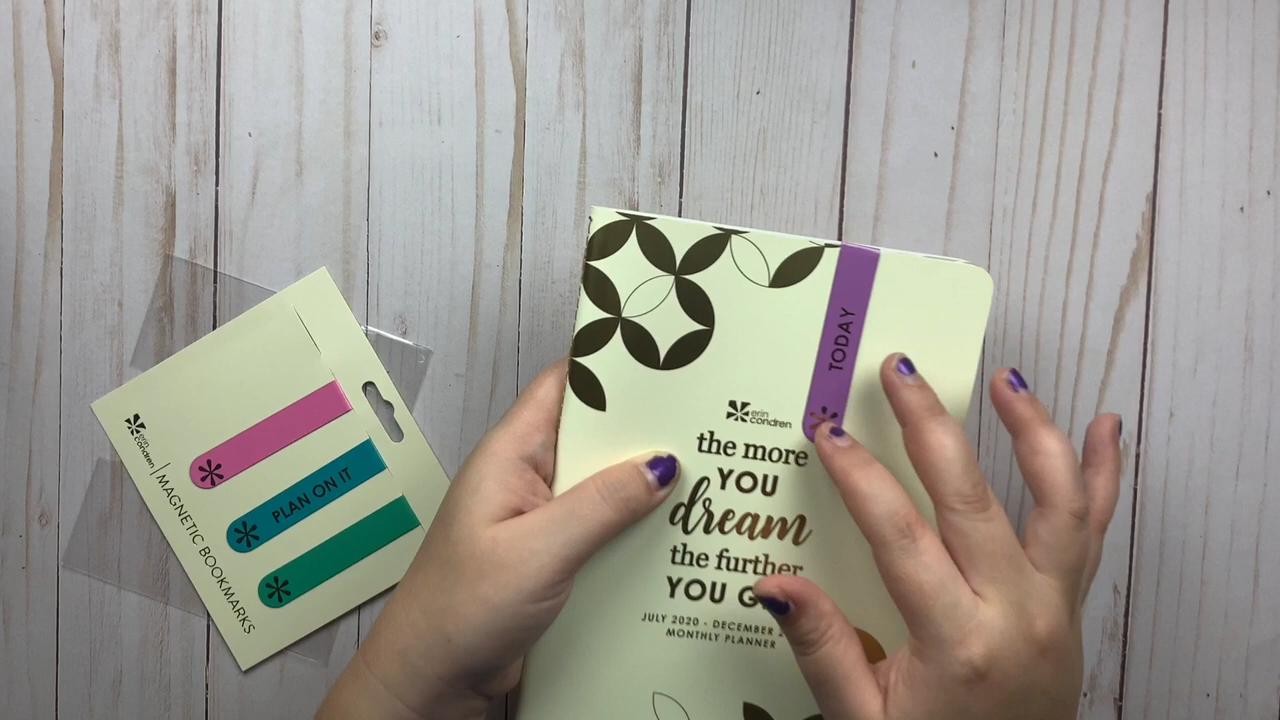 erin
condren
MAGNETIC BOOKMARKS
PLAN ON IT
TODAY
erin
condren
the more
YOU
dream
the further
YOU
JULY 2020 - DECEMBER
MONTHLY PLANNER